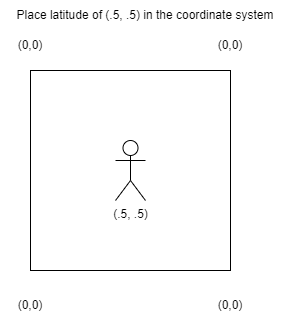 Place latitude of (.5, .5) in the coordinate system
(0,0) (0,0)
(.5, .5)
(0,0) (0,0)